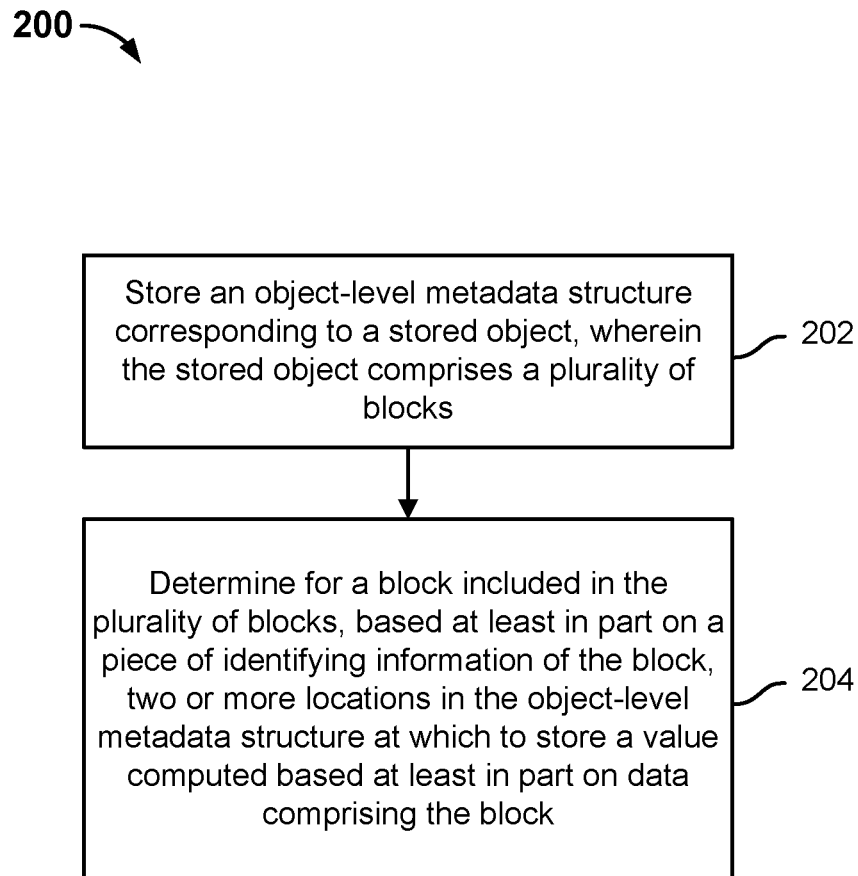 200
Store an object-level metadata structure
corresponding to a stored object, wherein
the stored object comprises a plurality of
blocks
202
Determine for a block included in the
plurality of blocks, based at least in part on a
piece of identifying information of the block,
two or more locations in the object-level
metadata structure at which to store a value
computed based at least in part on data
comprising the block
204